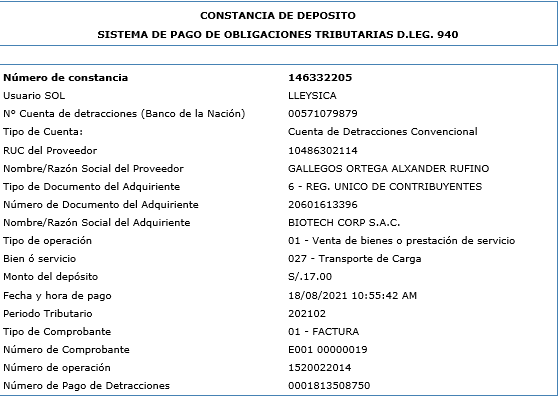 CONSTANCIA DE DEPOSITO
SISTEMA DE PAGO DE OBLIGACIONES TRIBUTARIAS D.LEG. 940
Número de constancia 146332205
Usuario SOL LLEYSICA
Nº Cuenta de detracciones (Banco de la Nación) 00571079879
Tipo de Cuenta: Cuenta de Detracciones Convencional
RUC del Proveedor 10486302114
Nombre/Razón Social del Proveedor GALLEGOS ORTEGA ALXANDER RUFINO
Tipo de Documento del Adquiriente 6 - REG. UNICO DE CONTRIBUYENTES
Número de Documento del Adquiriente 20601613396
Nombre/Razón Social del Adquiriente BIOTECH CORP S.A.C.
Tipo de operación 01 - Venta de bienes o prestación de servicio
Bien ó servicio 027 - Transporte de Carga
Monto del depósito S/.17.00
Fecha y hora de pago 18/08/2021 10:55:42 AM
Periodo Tributario 202102
Tipo de Comprobante 01 - FACTURA
Número de Comprobante E001 00000019
Número de operación 1520022014
Número de Pago de Detracciones 0001813508750